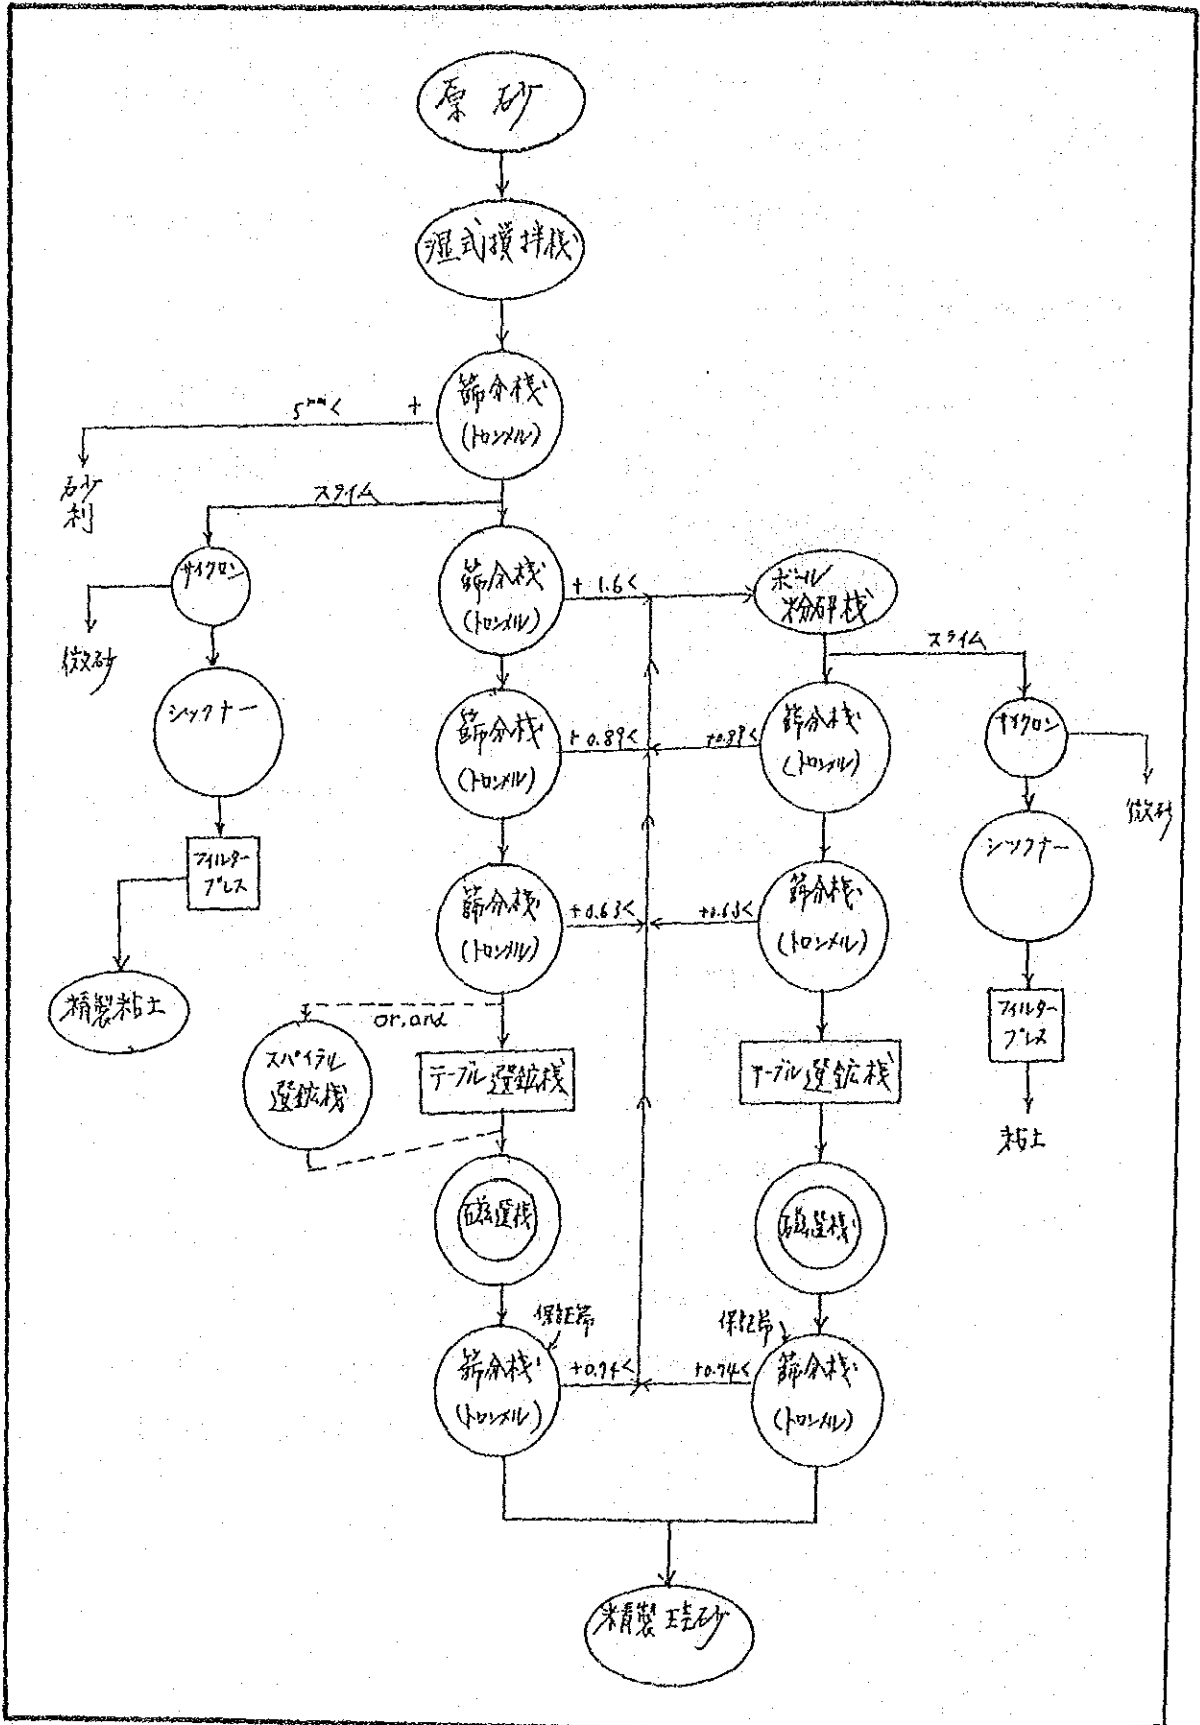 原砂
湿式攪拌機
篩分機
(トロンメル)
5mm<
+
砂
利
スライム
サイクロン
微砂
シックナー
フィルター
プレス
精製粘土
篩分機
(トロンメル)
+1.6<
ボール
粉砕機
スライム
篩分機
(トロンメル)
+0.89<
+0.89<
篩分機
(トロンメル)
サイクロン
微砂
シックナー
篩分機
(トロンメル)
+0.63<
+0.63<
篩分機
(トロンメル)
フィルター
プレス
粘土
or.and
スパイラル
選鉱機
テーブル選鉱機
テーブル選鉱機
磁選機
磁選機
保証篩
保証篩
篩分機
(トロンメル)
+0.74<
+0.74<
篩分機
(トロンメル)
精製珪砂